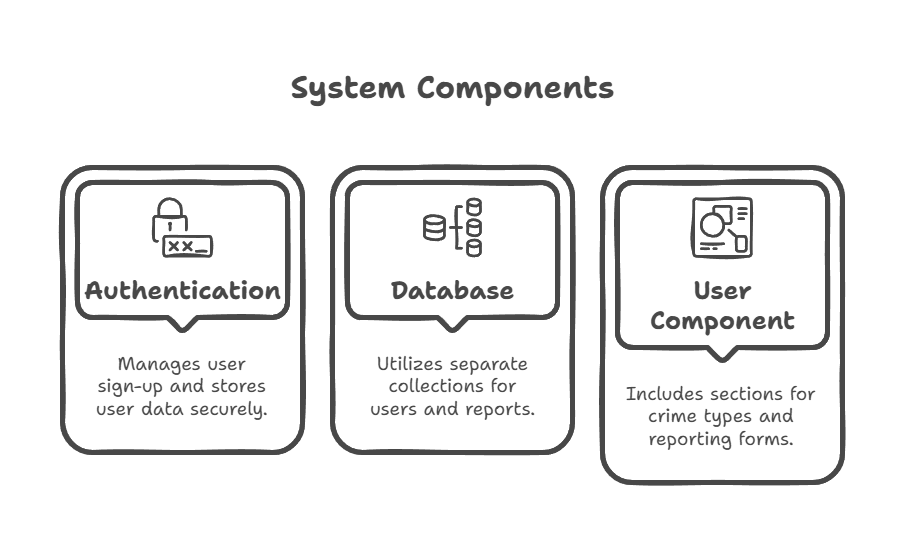 System Components
xx_
Authentication
Manages user
sign-up and stores
user data securely.
Database
Utilizes separate
collections for
users and reports.
User
Component
Includes sections for
crime types and
reporting forms.